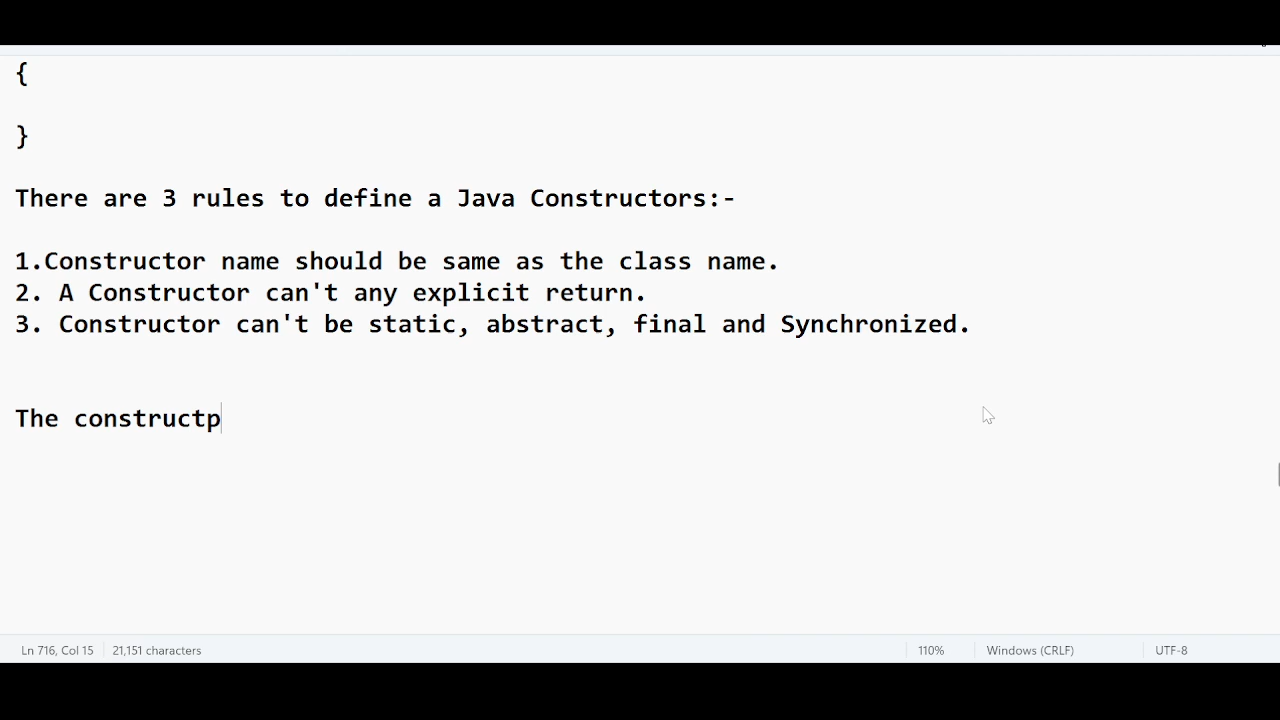 {
}
There are 3 rules to define a Java Constructors:-
1.Constructor name should be same as the class name.
2. A Constructor can't any explicit return.
3. Constructor can't be static, abstract, final and Synchronized.
The constructp
Ln 716, Col 15 21,151 characters 110% Windows (CRLF) UTF-8